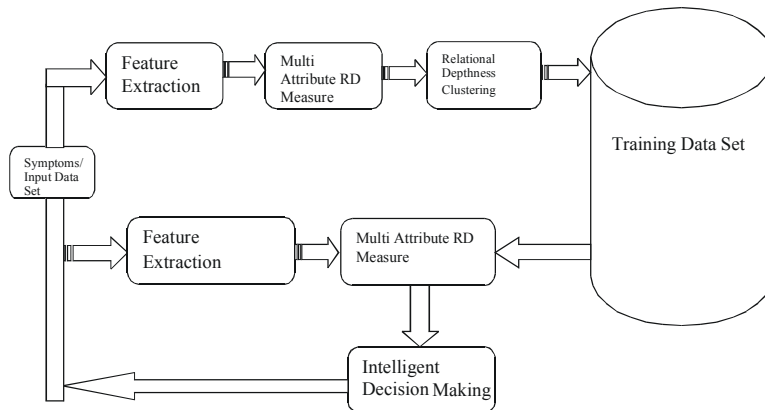 Feature
Extraction
Multi
Attribute RD
Measure
Relational
Depthness
Clustering
Training Data Set
Symptoms/
Input Data
Set
Feature
Extraction
Multi Attribute RD
Measure
Intelligent
Decision Making